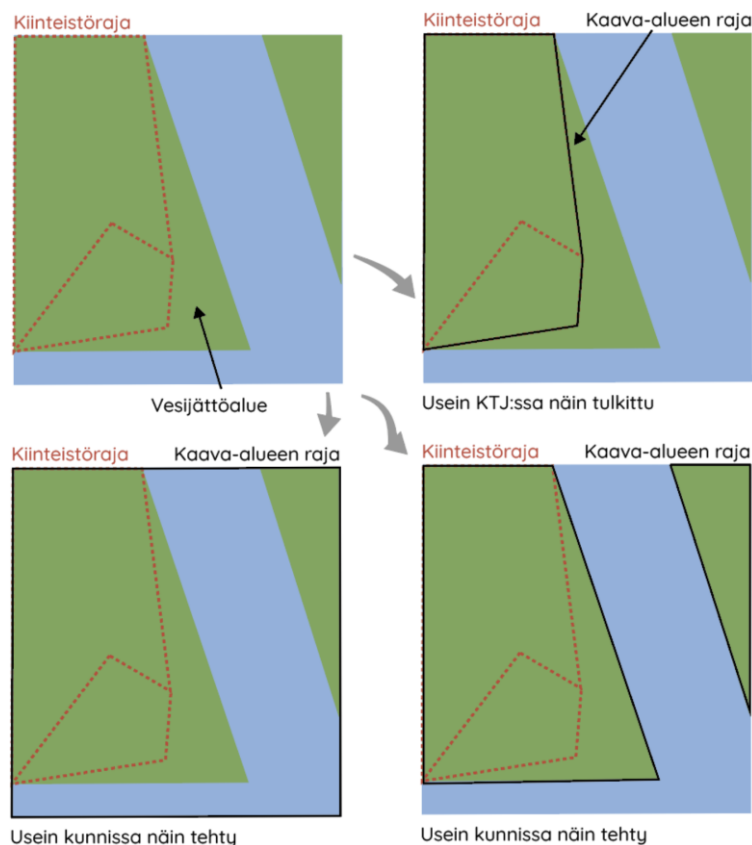 Kiinteistöraja
Kiinteistöraja
Kaava-alueen raja
Vesijättöalue
Usein KTJ:ssa näin tulkittu
Kiinteistöraja
Kaava-alueen raja
Kiinteistöraja
Kaava-alueen raja
Usein kunnissa näin tehty
Usein kunnissa näin tehty